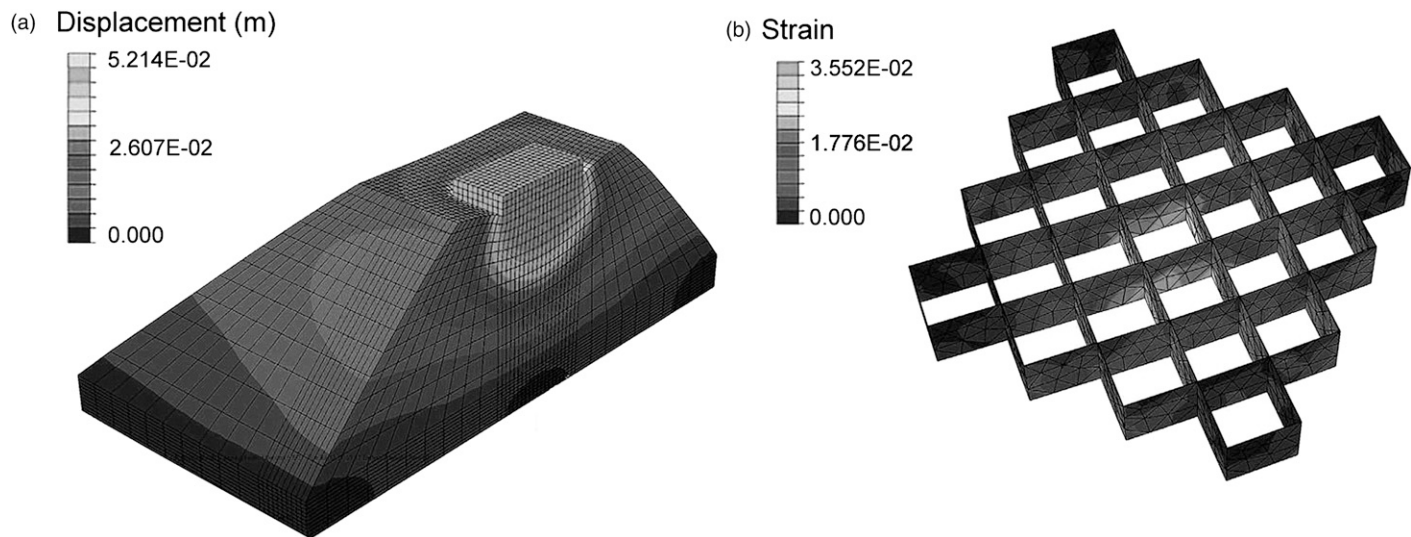 (a) Displacement (m)
5.214E-02
2.607E-02
0.000
(b) Strain
3.552E-02
1.776E-02
0.000